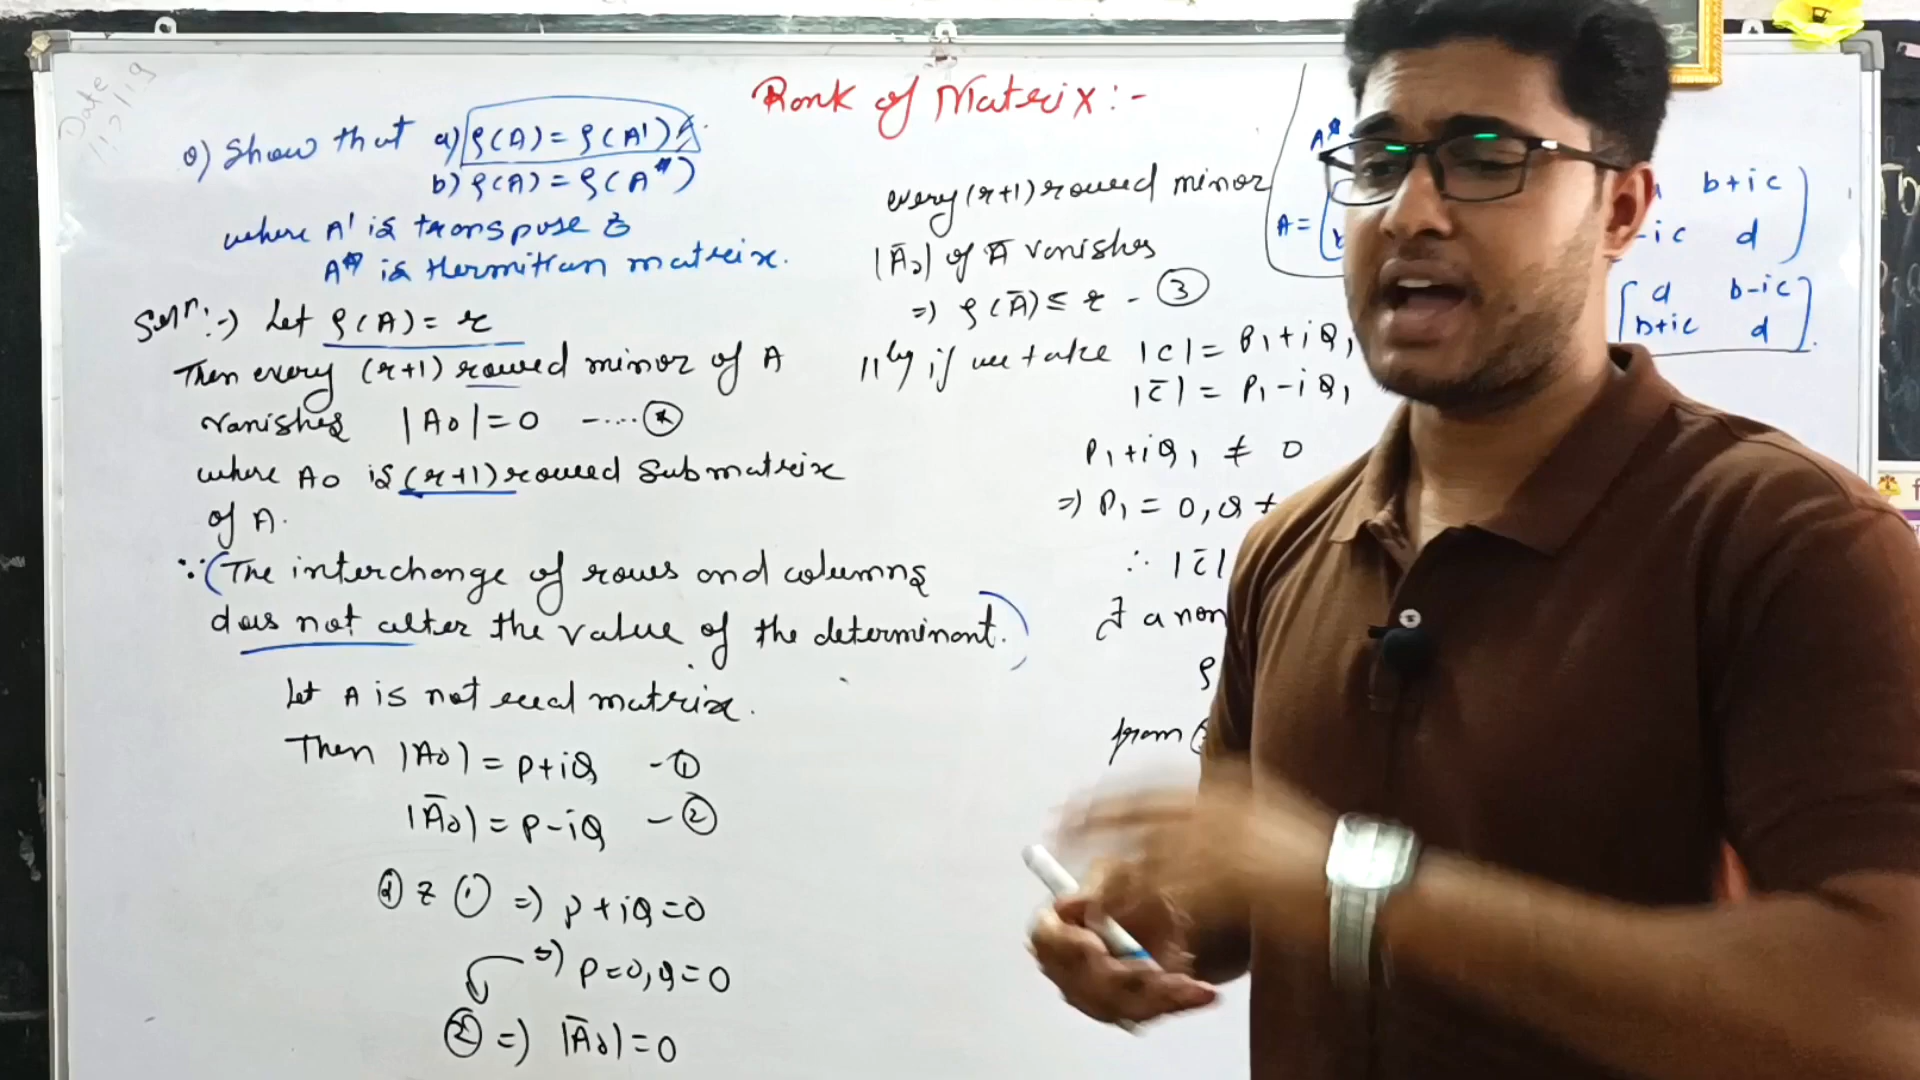 Date
Rank of Matrix:-
Q) Show that a) ρ(A) = ρ(A')
b) ρ(A) = ρ(A*)
where A' is transpose &
A* is Hermitian matrix.
Solⁿ:-) Let ρ(A) = r
Then every (r+1) rowed minor of A
vanishes |A₀| = 0 -....(*)
where A₀ is (r+1) rowed submatrix
of A.
∵ (The interchange of rows and columns
does not alter the value of the determinant.)
Let A is not real matrix.
Then |A₀| = P+iQ - ①
|Ā₀| = P-iQ - ②
& ① =) P+iQ=0
=) P=0, Q=0
② =) |Ā₀| = 0
every (r+1) rowed minor
|Ā₀| of Ā vanishes
=) ρ(Ā) ≤ r - ③
|||ly if we take |C| = P₁+iQ₁
|C̄| = P₁-iQ₁
P₁+iQ₁ ≠ 0
=) P₁ = 0, Q ≠
∴ |C̄|
∃ a non
ρ
from
A*
b+ic
A =
-ic d
a b-ic
b+ic d